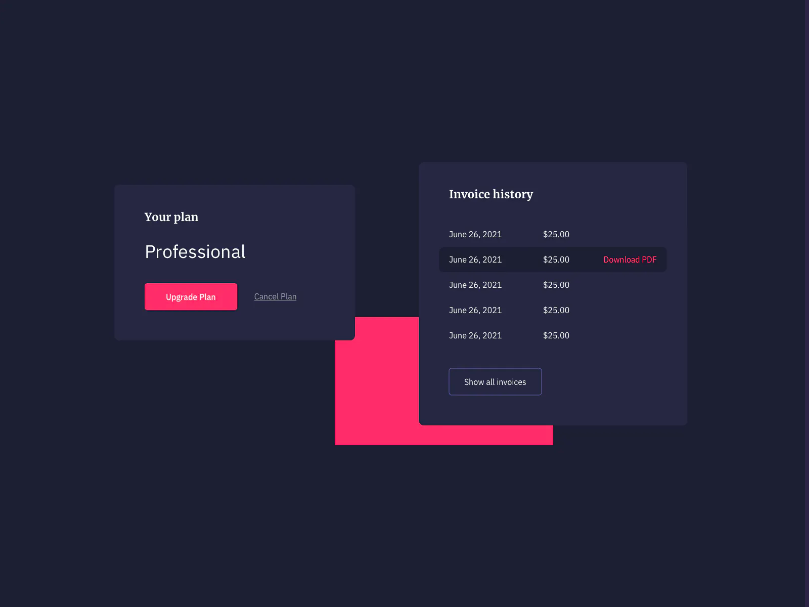 Your plan
Professional
Upgrade Plan
Cancel Plan
Invoice history
June 26, 2021 $25.00
June 26, 2021 $25.00 Download PDF
June 26, 2021 $25.00
June 26, 2021 $25.00
June 26, 2021 $25.00
Show all invoices